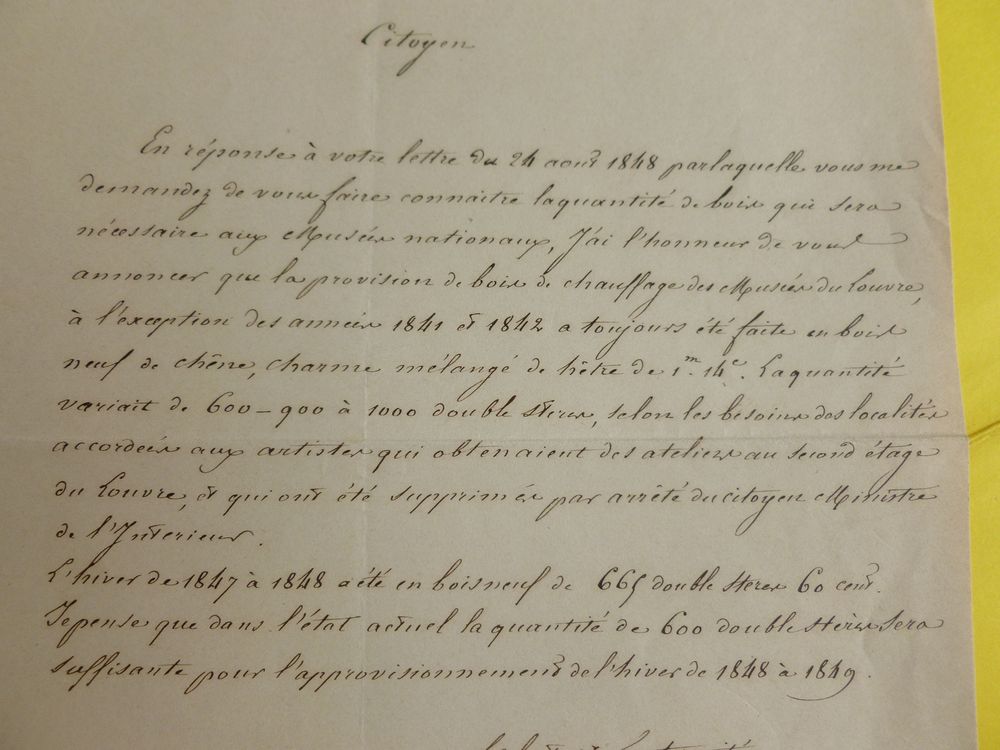 Citoyen
En réponse à votre lettre du 24 aout 1848 par laquelle vous me
demandez de vous faire connaitre la quantité de bois qui sera
nécessaire aux Musées nationaux, J'ai l'honneur de vous
annoncer que la provision de bois de chauffage des Musées du Louvre,
à l'exception des années 1841 et 1842 a toujours été faite en bois
neuf de chêne, charme mélangé de hêtre de 1.m 14.c La quantité
variait de 600 – 900 à 1000 double steres, selon les besoins des localités
accordées aux artistes qui obtenaient des ateliers au second étage
du Louvre, et qui ont été supprimés par arrêté du citoyen Ministre
de l'Interieur.
L'hiver de 1847 à 1848 a été en bois neuf de 665 double steres 60 cent.
Je pense que dans l'état actuel la quantité de 600 double steres sera
suffisante pour l'approvisionnement de l'hiver de 1848 à 1849.